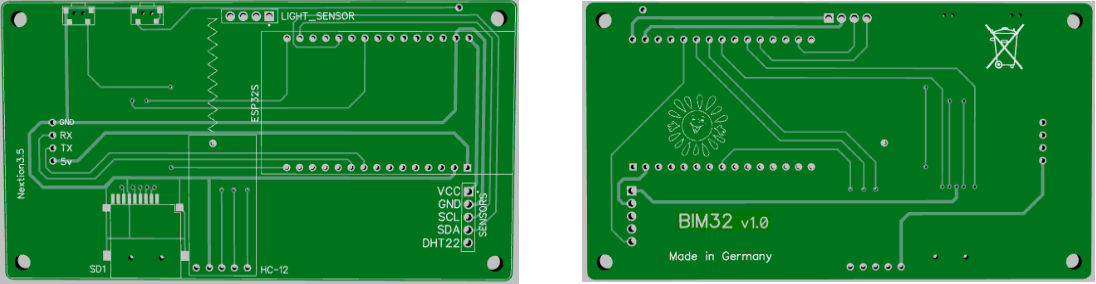 LIGHT_SENSOR
ESP32S
GND
RX
TX
5v
Nextion3.5
VCC
GND
SCL
SDA
DHT22
SENSORS
SD1
HC-12
BIM32 v1.0
Made in Germany